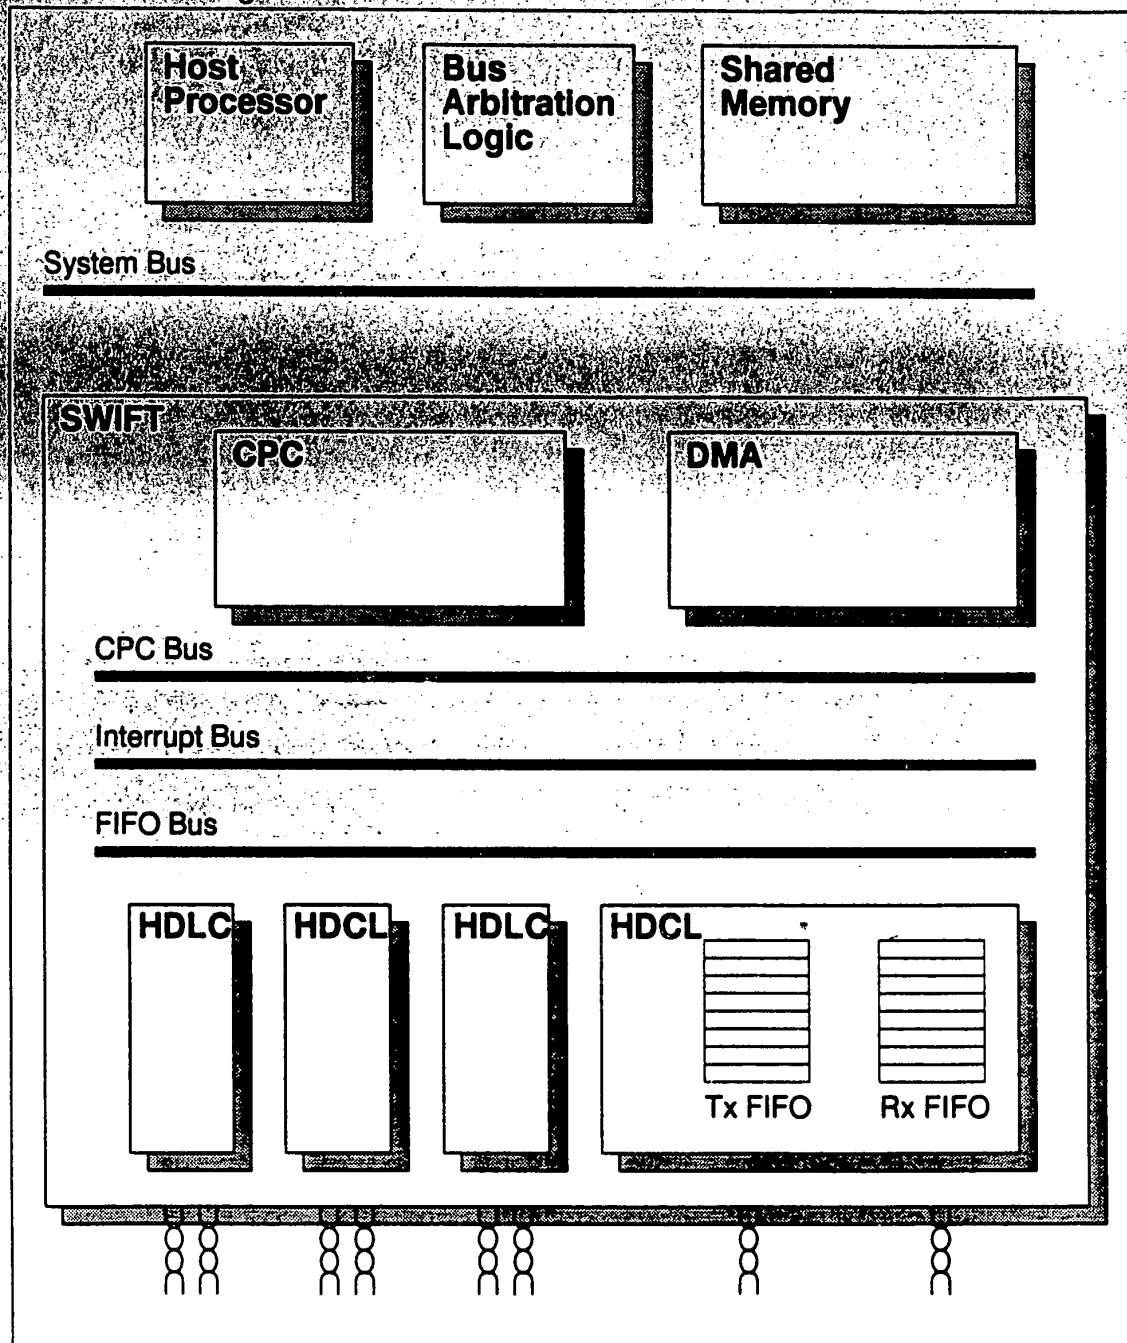 Host
Processor
Bus
Arbitration
Logic
Shared
Memory
System Bus
SWIFT
CPC
DMA
CPC Bus
Interrupt Bus
FIFO Bus
HDLC
HDCL
HDLC
HDCL
Tx FIFO
Rx FIFO